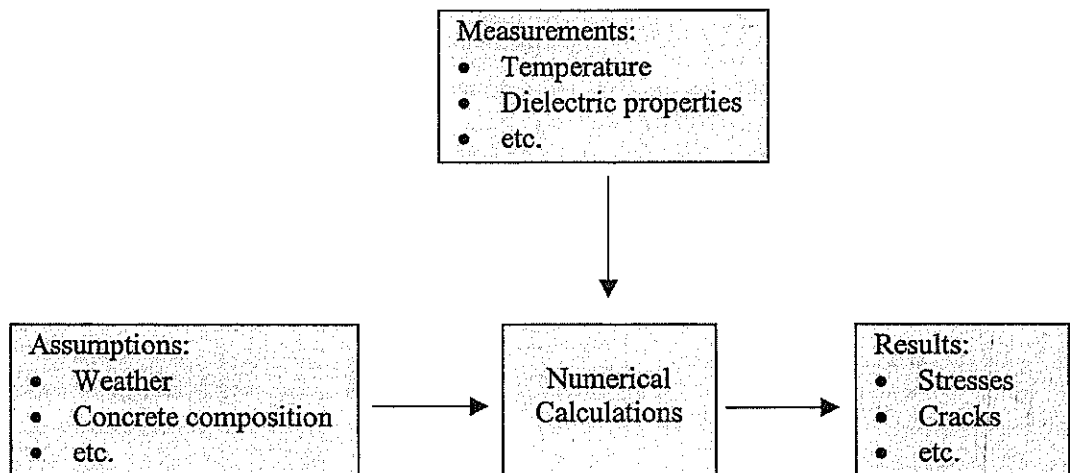 Measurements:
• Temperature
• Dielectric properties
• etc.
Assumptions:
• Weather
• Concrete composition
• etc.
Numerical
Calculations
Results:
• Stresses
• Cracks
• etc.